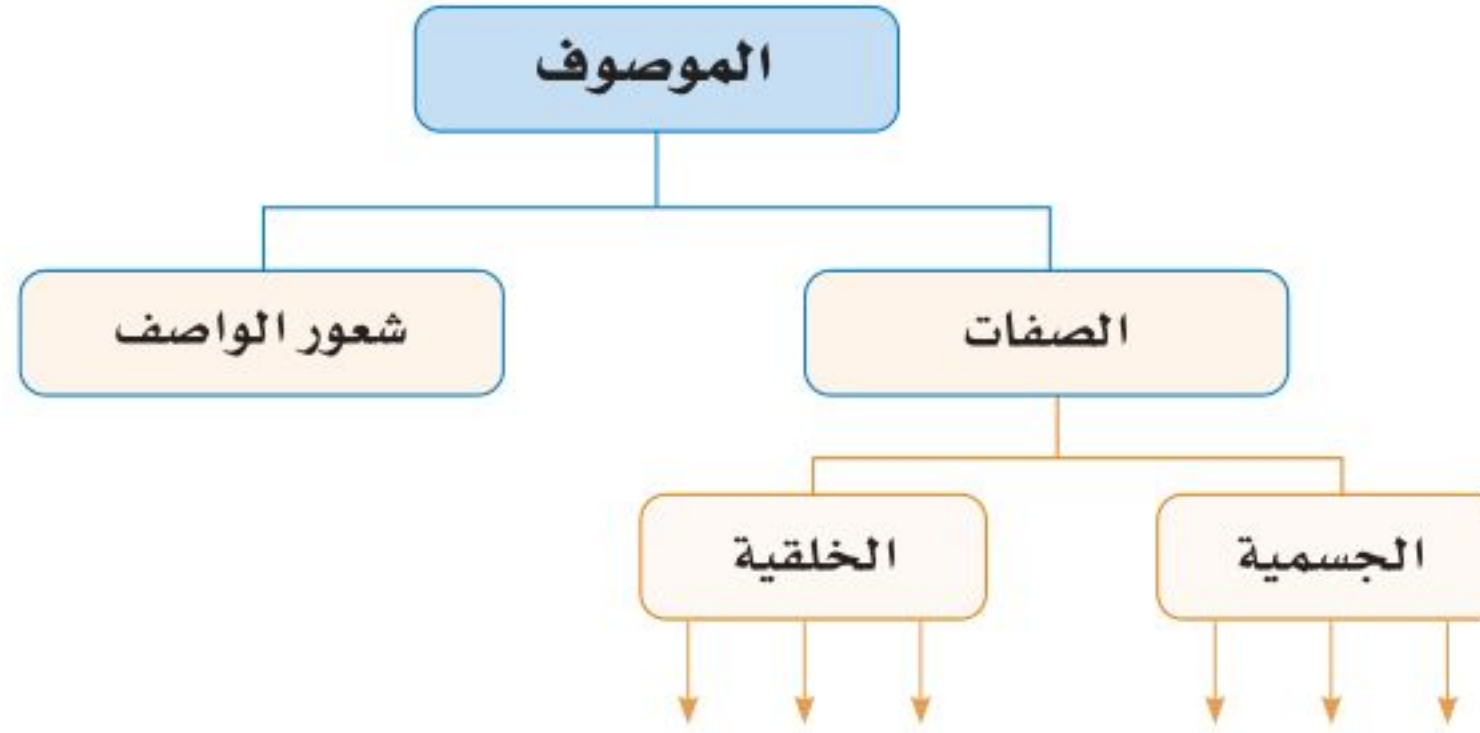 الموصوف
الصفات
شعور الواصف
الجسمية
الخلقية